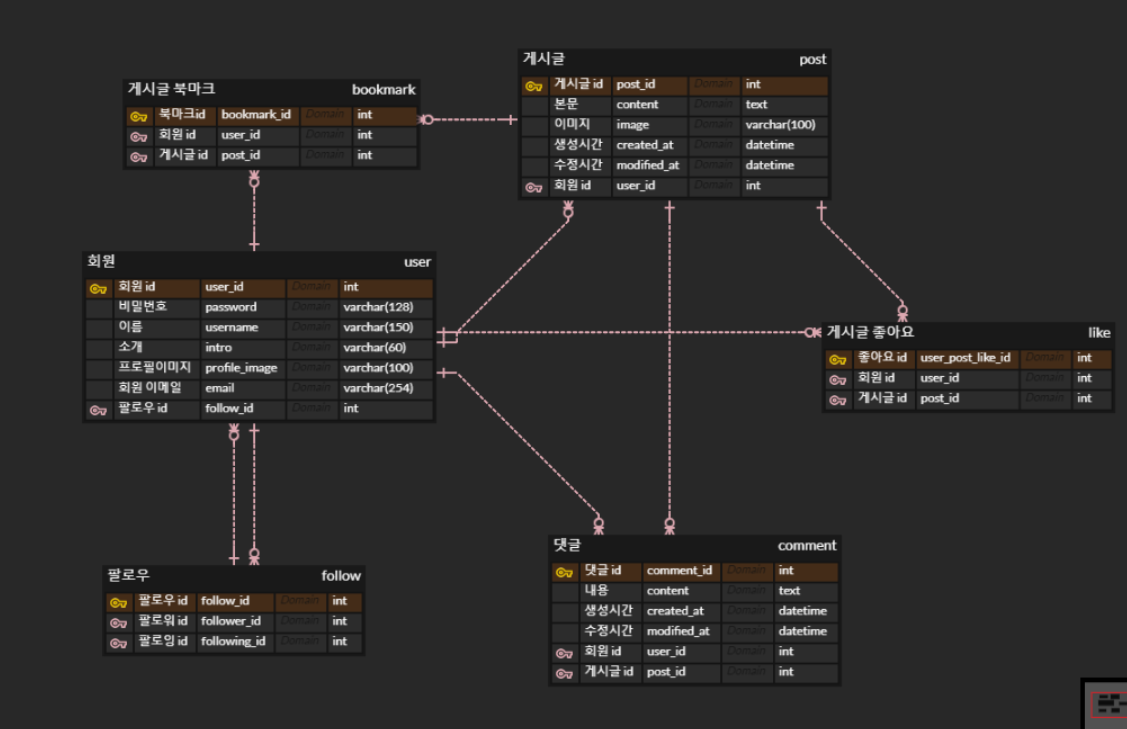 게시글 post
게시글 id post_id Domain int
본문 content Domain text
이미지 image Domain varchar(100)
생성시간 created_at Domain datetime
수정시간 modified_at Domain datetime
회원 id user_id Domain int
게시글 북마크 bookmark
북마크id bookmark_id Domain int
회원 id user_id Domain int
게시글 id post_id Domain int
회원 user
회원 id user_id Domain int
비밀번호 password Domain varchar(128)
이름 username Domain varchar(150)
소개 intro Domain varchar(60)
프로필이미지 profile_image Domain varchar(100)
회원 이메일 email Domain varchar(254)
팔로우 id follow_id Domain int
게시글 좋아요 like
좋아요 id user_post_like_id Domain int
회원 id user_id Domain int
게시글 id post_id Domain int
팔로우 follow
팔로우 id follow_id Domain int
팔로워 id follower_id Domain int
팔로잉 id following_id Domain int
댓글 comment
댓글 id comment_id Domain int
내용 content Domain text
생성시간 created_at Domain datetime
수정시간 modified_at Domain datetime
회원 id user_id Domain int
게시글 id post_id Domain int